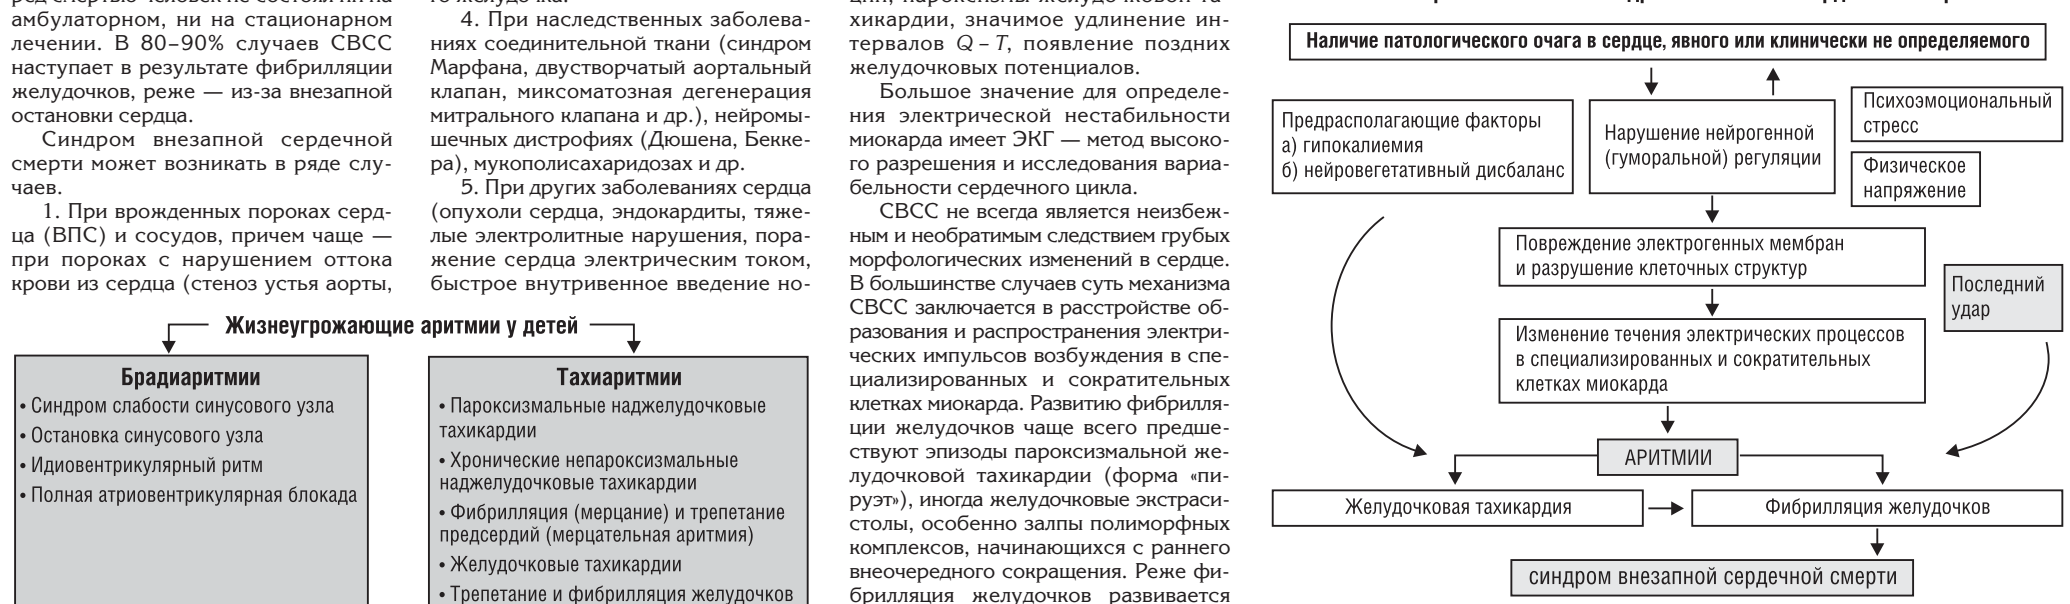 амбулаторном, ни на стационарном
лечении. В 80–90% случаев СВСС
наступает в результате фибрилляции
желудочков, реже — из-за внезапной
остановки сердца.
Синдром внезапной сердечной
смерти может возникать в ряде слу-
чаев.
1. При врожденных пороках серд-
ца (ВПС) и сосудов, причем чаще —
при пороках с нарушением оттока
крови из сердца (стеноз устья аорты,
4. При наследственных заболева-
ниях соединительной ткани (синдром
Марфана, двустворчатый аортальный
клапан, миксоматозная дегенерация
митрального клапана и др.), нейромы-
шечных дистрофиях (Дюшена, Бекке-
ра), мукополисахаридозах и др.
5. При других заболеваниях сердца
(опухоли сердца, эндокардиты, тяже-
лые электролитные нарушения, пора-
жение сердца электрическим током,
быстрое внутривенное введение но-
Жизнеугрожающие аритмии у детей
Брадиаритмии
• Синдром слабости синусового узла
• Остановка синусового узла
• Идиовентрикулярный ритм
• Полная атриовентрикулярная блокада
Тахиаритмии
• Пароксизмальные наджелудочковые
тахикардии
• Хронические непароксизмальные
наджелудочковые тахикардии
• Фибрилляция (мерцание) и трепетание
предсердий (мерцательная аритмия)
• Желудочковые тахикардии
• Трепетание и фибрилляция желудочков
хикардии, значимое удлинение ин-
тервалов Q – T, появление поздних
желудочковых потенциалов.
Большое значение для определе-
ния электрической нестабильности
миокарда имеет ЭКГ — метод высоко-
го разрешения и исследования вариа-
бельности сердечного цикла.
СВСС не всегда является неизбеж-
ным и необратимым следствием грубых
морфологических изменений в сердце.
В большинстве случаев суть механизма
СВСС заключается в расстройстве об-
разования и распространения электри-
ческих импульсов возбуждения в спе-
циализированных и сократительных
клетках миокарда. Развитию фибрилля-
ции желудочков чаще всего предше-
ствуют эпизоды пароксизмальной же-
лудочковой тахикардии (форма «пи-
руэт»), иногда желудочковые экстраси-
столы, особенно залпы полиморфных
комплексов, начинающихся с раннего
внеочередного сокращения. Реже фи-
брилляция желудочков развивается
Наличие патологического очага в сердце, явного или клинически не определяемого
Предрасполагающие факторы
а) гипокалиемия
б) нейровегетативный дисбаланс
Нарушение нейрогенной
(гуморальной) регуляции
Психоэмоциональный
стресс
Физическое
напряжение
Повреждение электрогенных мембран
и разрушение клеточных структур
Последний
удар
Изменение течения электрических процессов
в специализированных и сократительных
клетках миокарда
АРИТМИИ
Желудочковая тахикардия
Фибрилляция желудочков
синдром внезапной сердечной смерти